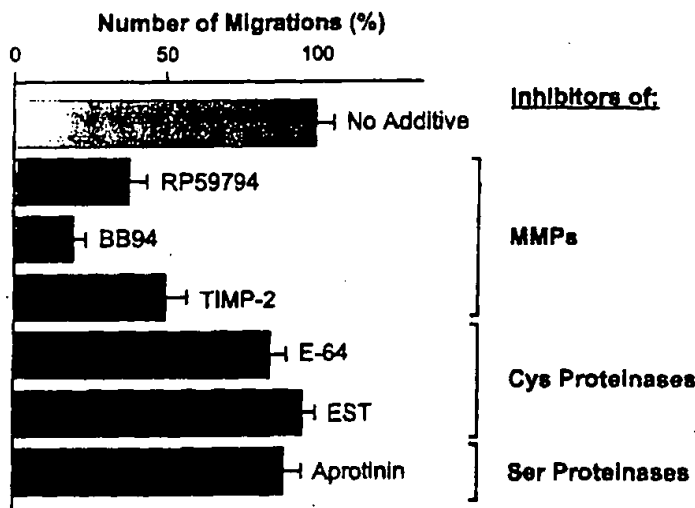 Number of Migrations (%)
0 50 100
Inhibitors of:
No Additive
RP59794
BB94
MMPs
TIMP-2
E-64
Cys Proteinases
EST
Aprotinin
Ser Proteinases